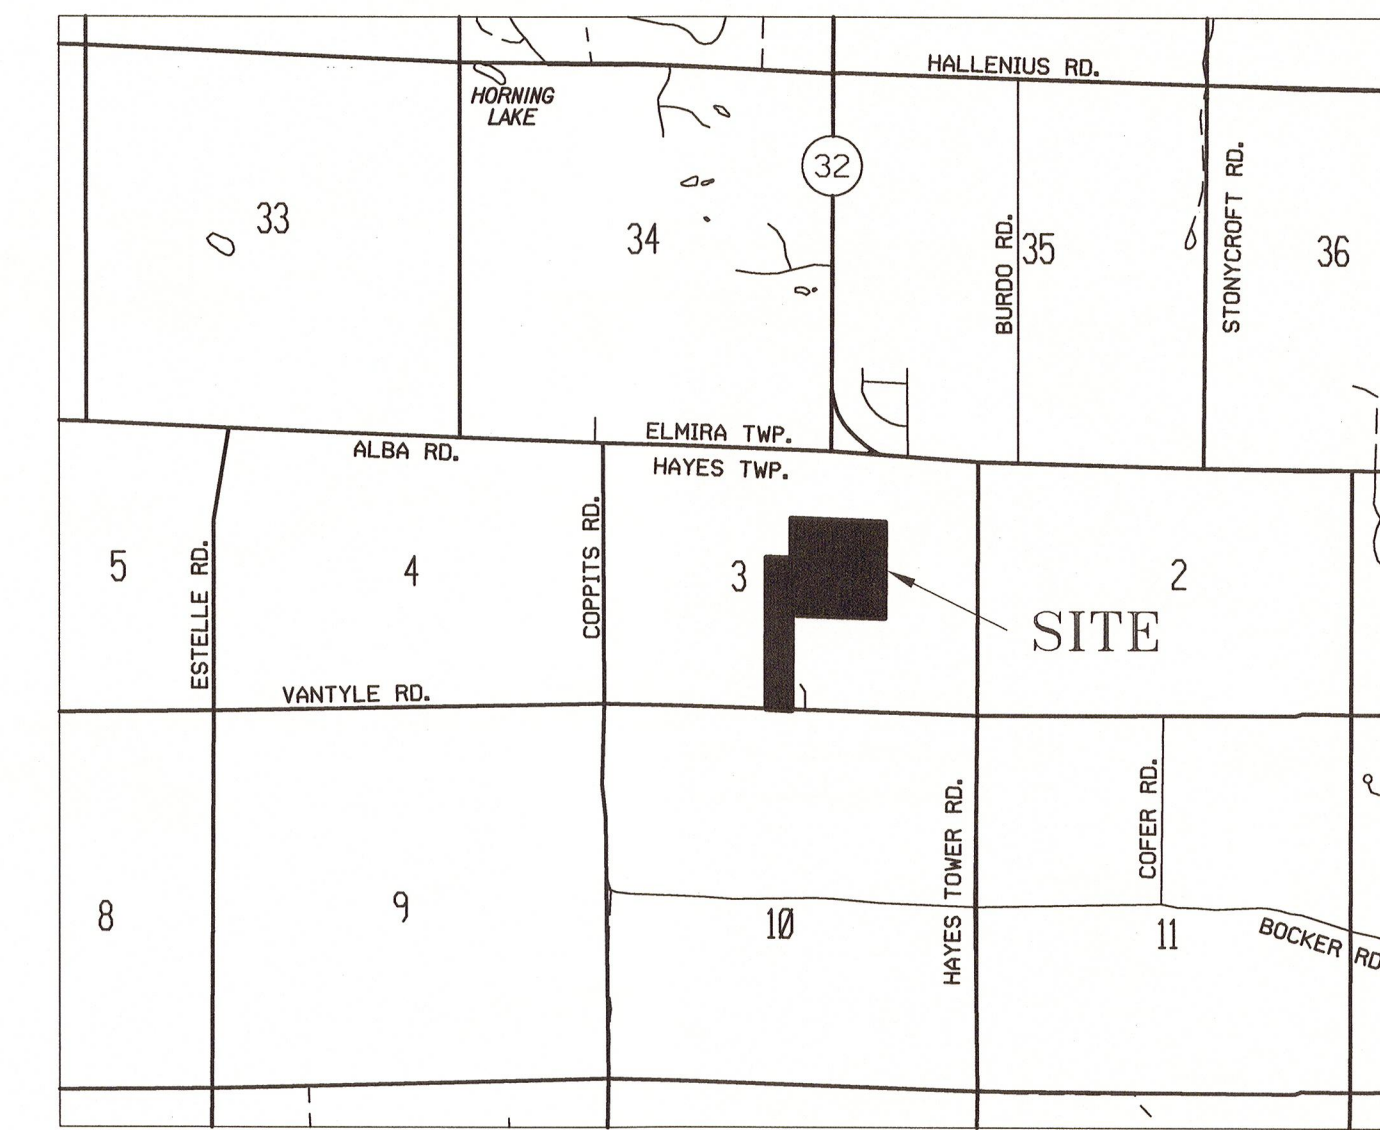 HALLENIUS RD.
HORNING
LAKE
32
33
34
BURDO RD.
35
STONYCROFT RD.
36
ELMIRA TWP.
ALBA RD.
HAYES TWP.
5
ESTELLE RD.
4
COPPITS RD.
3
2
SITE
VANTYLE RD.
8
9
10
HAYES TOWER RD.
COFER RD.
11
BOCKER RD